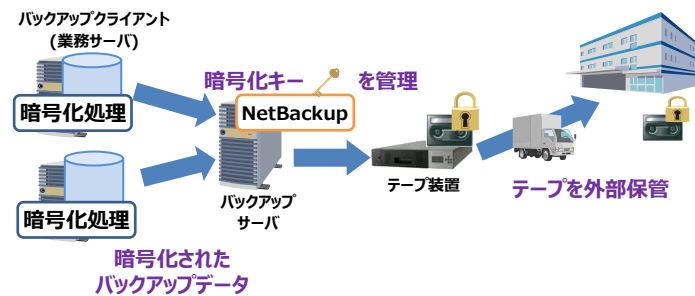 バックアップクライアント
(業務サーバ)
暗号化処理
暗号化キー を管理
NetBackup
暗号化処理
バックアップ
サーバ
テープ装置
テープを外部保管
暗号化された
バックアップデータ